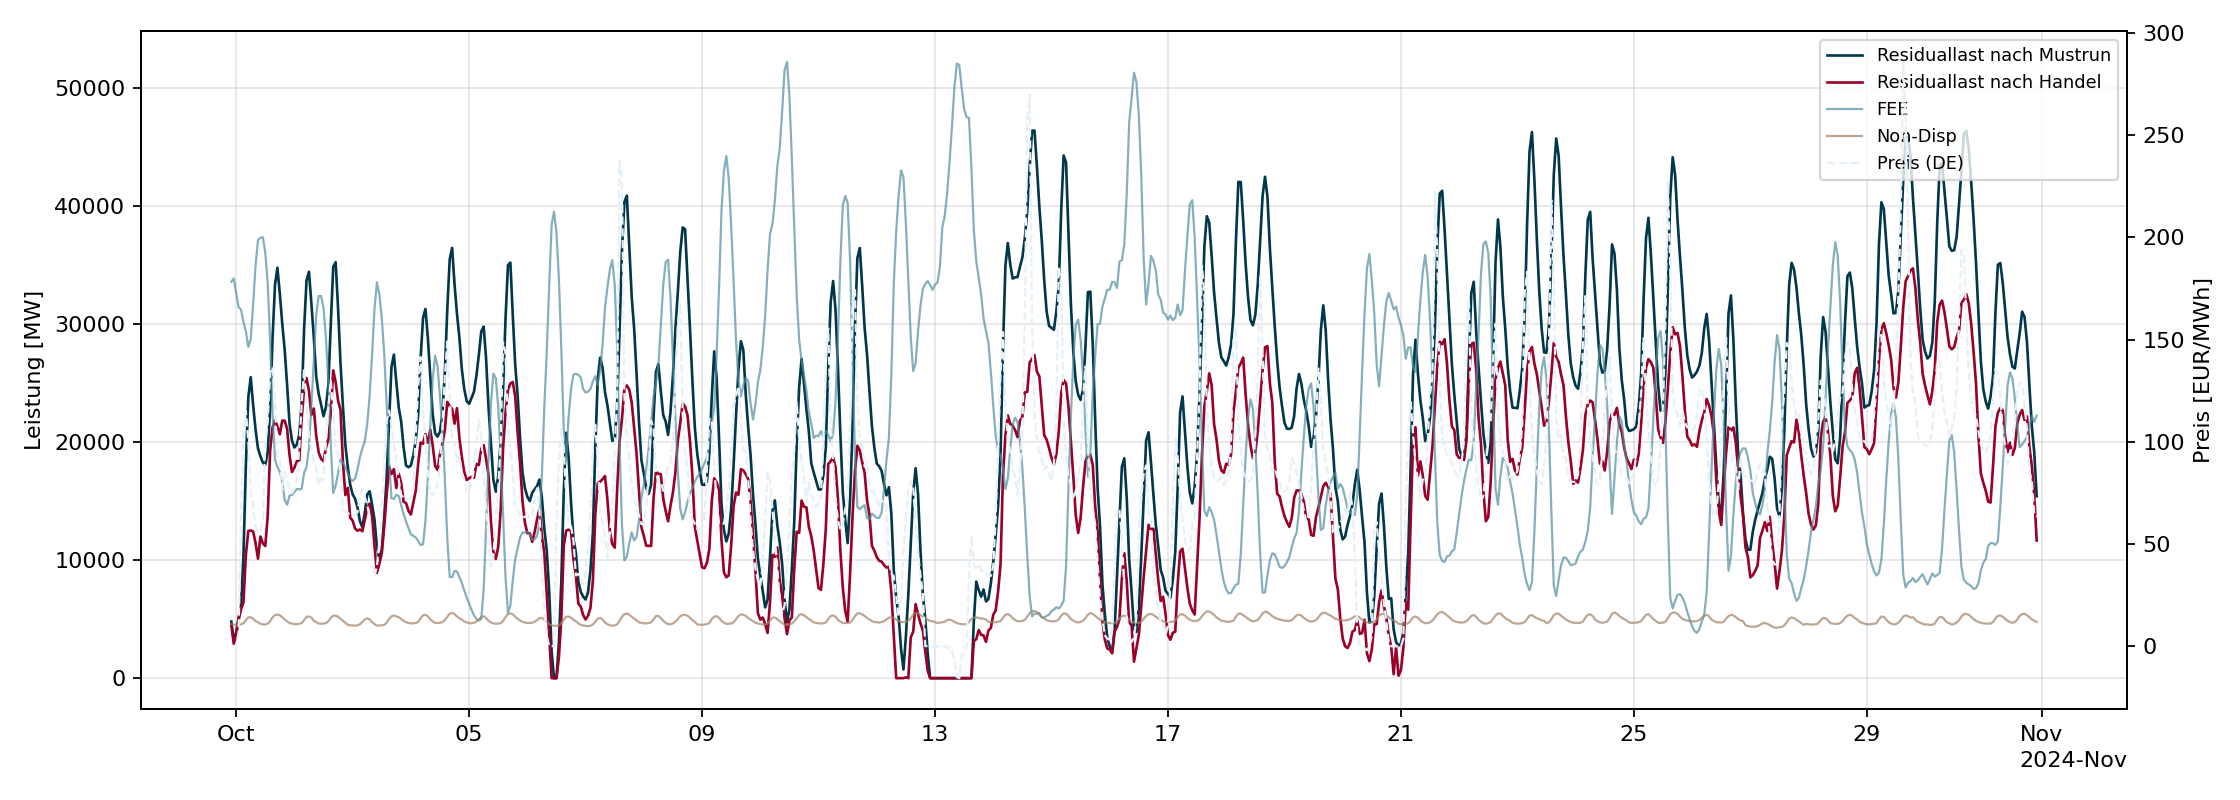 Leistung [MW]
50000
40000
30000
20000
10000
0
300
250
200
150
100
50
0
Preis [EUR/MWh]
Residuallast nach Mustrun
Residuallast nach Handel
FEE
Non-Disp
Preis (DE)
Oct 05 09 13 17 21 25 29 Nov
2024-Nov